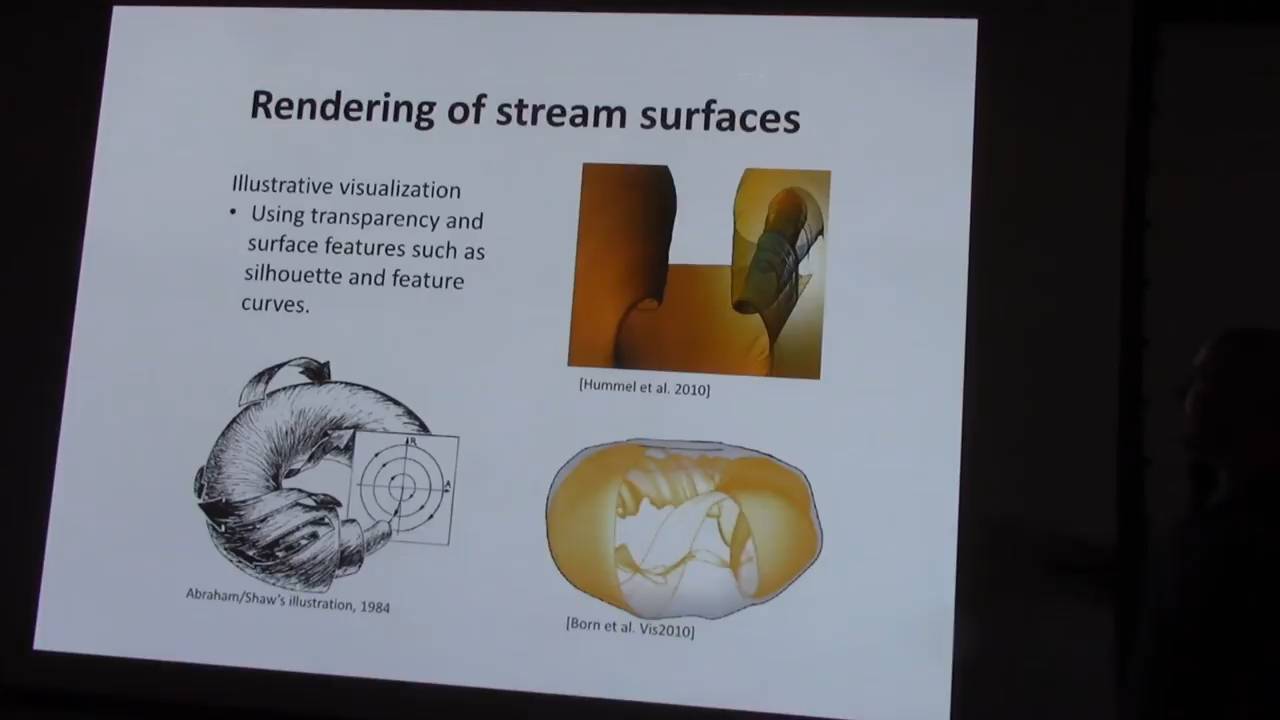 Rendering of stream surfaces
Illustrative visualization
• Using transparency and
surface features such as
silhouette and feature
curves.
[Hummel et al. 2010]
Abraham/Shaw's illustration, 1984
[Born et al. Vis2010]